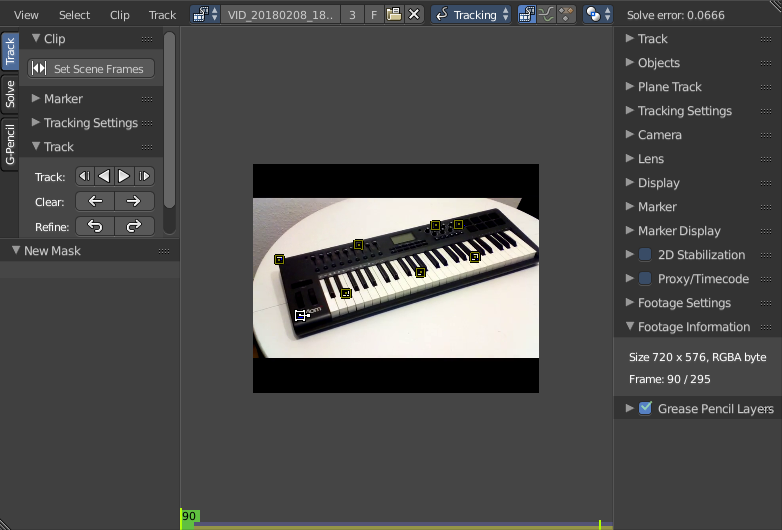 View Select Clip Track VID_20180208_18.. 3 F Tracking Solve error: 0.0666
Track
Solve
G-Pencil
Clip
Set Scene Frames
Marker
Tracking Settings
Track
Track:
Clear:
Refine:
New Mask
90
Track
Objects
Plane Track
Tracking Settings
Camera
Lens
Display
Marker
Marker Display
2D Stabilization
Proxy/Timecode
Footage Settings
Footage Information
Size 720 x 576, RGBA byte
Frame: 90 / 295
Grease Pencil Layers